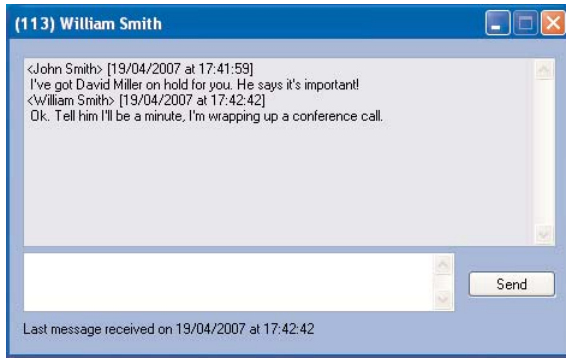 (113) William Smith
<John Smith> [19/04/2007 at 17:41:59]
I've got David Miller on hold for you. He says it's important!
<William Smith> [19/04/2007 at 17:42:42]
Ok. Tell him I'll be a minute, I'm wrapping up a conference call.
Send
Last message received on 19/04/2007 at 17:42:42